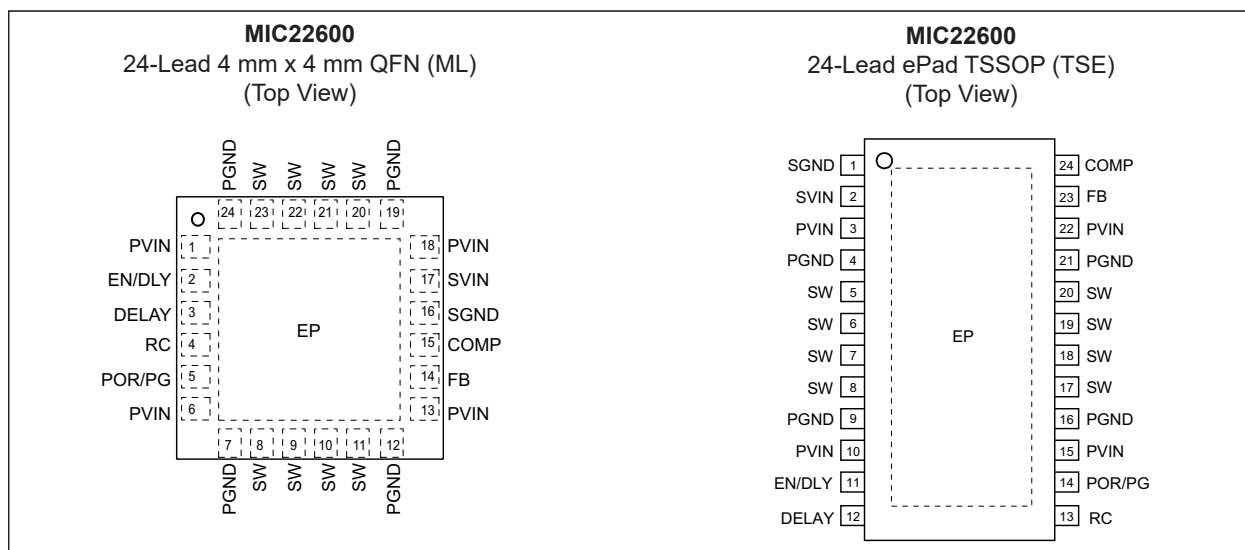 MIC22600
24-Lead 4 mm x 4 mm QFN (ML)
(Top View)
PGND
SW
SW
SW
SW
PGND
24 23 22 21 20 19
PVIN 1
EN/DLY 2
DELAY 3
RC 4
POR/PG 5
PVIN 6
EP
18 PVIN
17 SVIN
16 SGND
15 COMP
14 FB
13 PVIN
7 8 9 10 11 12
PGND
SW
SW
SW
SW
PGND
MIC22600
24-Lead ePad TSSOP (TSE)
(Top View)
SGND 1
SVIN 2
PVIN 3
PGND 4
SW 5
SW 6
SW 7
SW 8
PGND 9
PVIN 10
EN/DLY 11
DELAY 12
EP
24 COMP
23 FB
22 PVIN
21 PGND
20 SW
19 SW
18 SW
17 SW
16 PGND
15 PVIN
14 POR/PG
13 RC